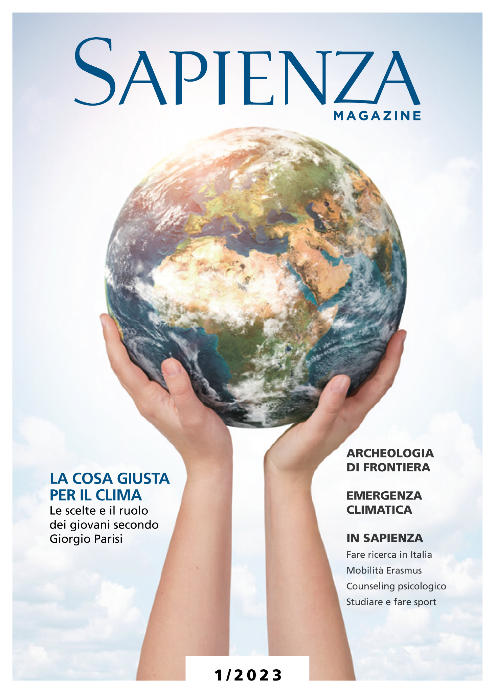 SAPIENZA
MAGAZINE
LA COSA GIUSTA
PER IL CLIMA
Le scelte e il ruolo
dei giovani secondo
Giorgio Parisi
ARCHEOLOGIA
DI FRONTIERA
EMERGENZA
CLIMATICA
IN SAPIENZA
Fare ricerca in Italia
Mobilità Erasmus
Counseling psicologico
Studiare e fare sport
1/2023